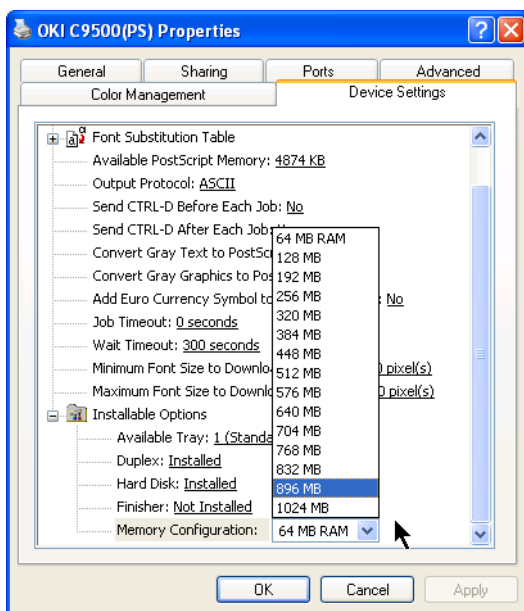 OKI C9500(PS) Properties
General Sharing Ports Advanced
Color Management Device Settings
Font Substitution Table
Available PostScript Memory: 4874 KB
Output Protocol: ASCII
Send CTRL-D Before Each Job: No
Send CTRL-D After Each Job:
Convert Gray Text to PostSc
Convert Gray Graphics to Pos
Add Euro Currency Symbol to : No
Job Timeout: 0 seconds
Wait Timeout: 300 seconds
Minimum Font Size to Downlo pixel(s)
Maximum Font Size to Downlo pixel(s)
Installable Options
Available Tray: 1 (Standa
Duplex: Installed
Hard Disk: Installed
Finisher: Not Installed
Memory Configuration: 64 MB RAM
64 MB RAM
128 MB
192 MB
256 MB
320 MB
384 MB
448 MB
512 MB
576 MB
640 MB
704 MB
768 MB
832 MB
896 MB
1024 MB
OK Cancel Apply